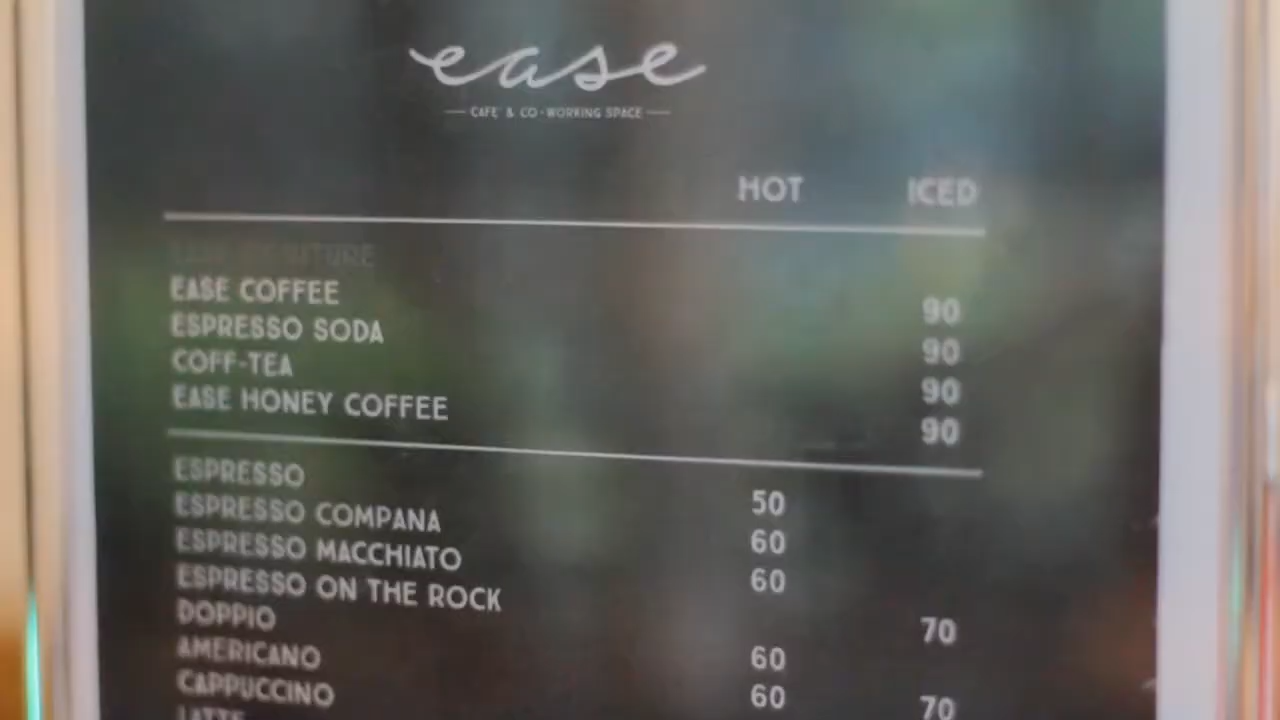 ease
CAFE' & CO-WORKING SPACE
HOT ICED
EASE COFFEE 90
ESPRESSO SODA 90
COFF-TEA 90
EASE HONEY COFFEE 90
ESPRESSO 50
ESPRESSO COMPANA 60
ESPRESSO MACCHIATO 60
ESPRESSO ON THE ROCK 70
DOPPIO 60
AMERICANO 60 70
CAPPUCCINO
LATTE